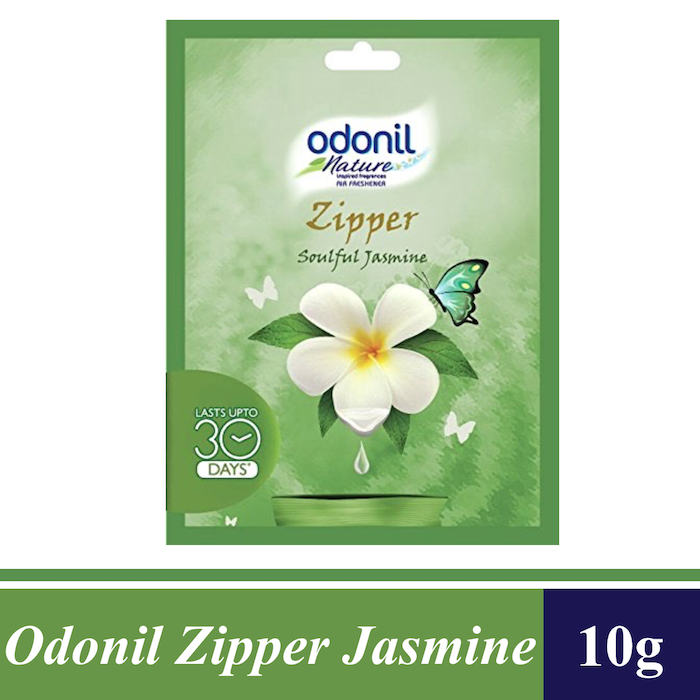 odonil
Nature
inspired fragrances
AIR FRESHENER
Zipper
Soulful Jasmine
LASTS UPTO
30
DAYS*
Odonil Zipper Jasmine 10g